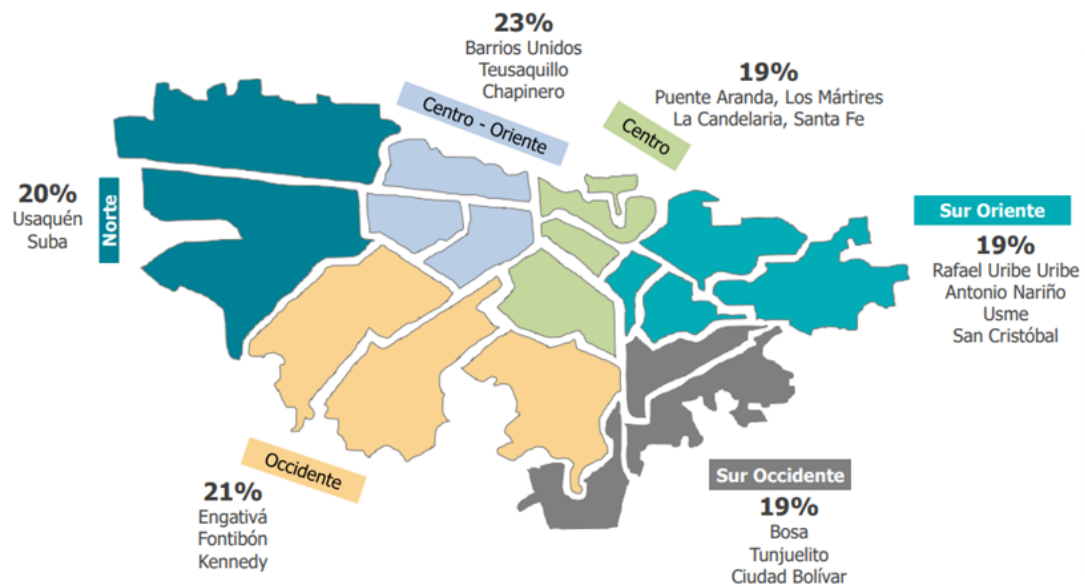 23%
Barrios Unidos
Teusaquillo
Chapinero
Centro - Oriente
19%
Puente Aranda, Los Mártires
La Candelaria, Santa Fe
Centro
20%
Usaquén
Suba
Norte
Sur Oriente
19%
Rafael Uribe Uribe
Antonio Nariño
Usme
San Cristóbal
Occidente
21%
Engativá
Fontibón
Kennedy
Sur Occidente
19%
Bosa
Tunjuelito
Ciudad Bolívar